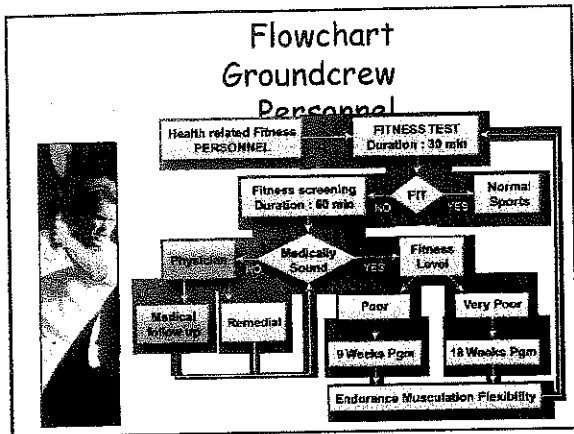 Flowchart
Groundcrew
Personnel
Health related Fitness
PERSONNEL
FITNESS TEST
Duration : 30 min
Fitness screening
Duration : 60 min
NO
FIT
YES
Normal
Sports
Physician
NO
Medically
Sound
YES
Fitness
Level
Medical
follow up
Remedial
Poor
Very Poor
9 Weeks Pgm
18 Weeks Pgm
Endurance Musculation Flexibility